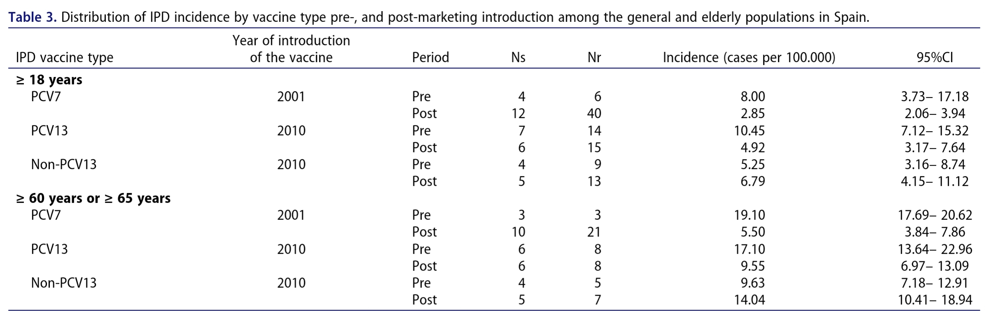 Table 3. Distribution of IPD incidence by vaccine type pre-, and post-marketing introduction among the general and elderly populations in Spain.
IPD vaccine type Year of introduction of the vaccine Period Ns Nr Incidence (cases per 100.000) 95%CI
≥ 18 years
PCV7 2001 Pre 4 6 8.00 3.73– 17.18
Post 12 40 2.85 2.06– 3.94
PCV13 2010 Pre 7 14 10.45 7.12– 15.32
Post 6 15 4.92 3.17– 7.64
Non-PCV13 2010 Pre 4 9 5.25 3.16– 8.74
Post 5 13 6.79 4.15– 11.12
≥ 60 years or ≥ 65 years
PCV7 2001 Pre 3 3 19.10 17.69– 20.62
Post 10 21 5.50 3.84– 7.86
PCV13 2010 Pre 6 8 17.10 13.64– 22.96
Post 6 8 9.55 6.97– 13.09
Non-PCV13 2010 Pre 4 5 9.63 7.18– 12.91
Post 5 7 14.04 10.41– 18.94